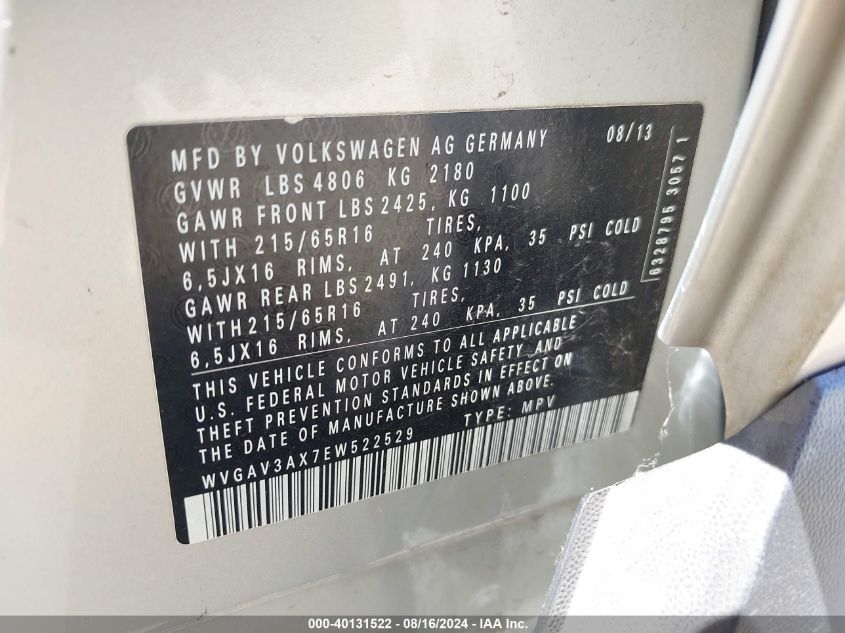 MFD BY VOLKSWAGEN AG GERMANY 08/13
GVWR LBS 4806 KG 2180
GAWR FRONT LBS 2425, KG 1100
WITH 215/65R16 TIRES,
6,5JX16 RIMS, AT 240 KPA, 35 PSI COLD
GAWR REAR LBS 2491, KG 1130
WITH 215/65R16 TIRES,
6,5JX16 RIMS, AT 240 KPA, 35 PSI COLD
THIS VEHICLE CONFORMS TO ALL APPLICABLE
U.S. FEDERAL MOTOR VEHICLE SAFETY AND
THEFT PREVENTION STANDARDS IN EFFECT ON
THE DATE OF MANUFACTURE SHOWN ABOVE.
WVGAV3AX7EW522529 TYPE: MPV
6328795 3057 1
000-40131522 - 08/16/2024 - IAA Inc.